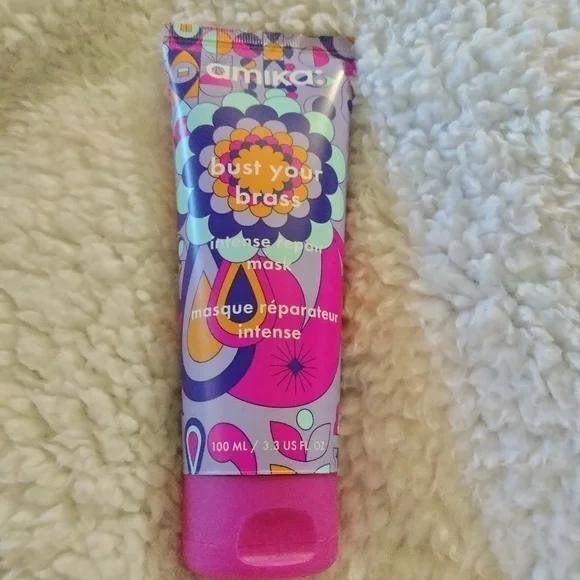 amika:
bust your
brass
intense repair
mask
masque réparateur
intense
100 ML / 3.3 US FL OZ